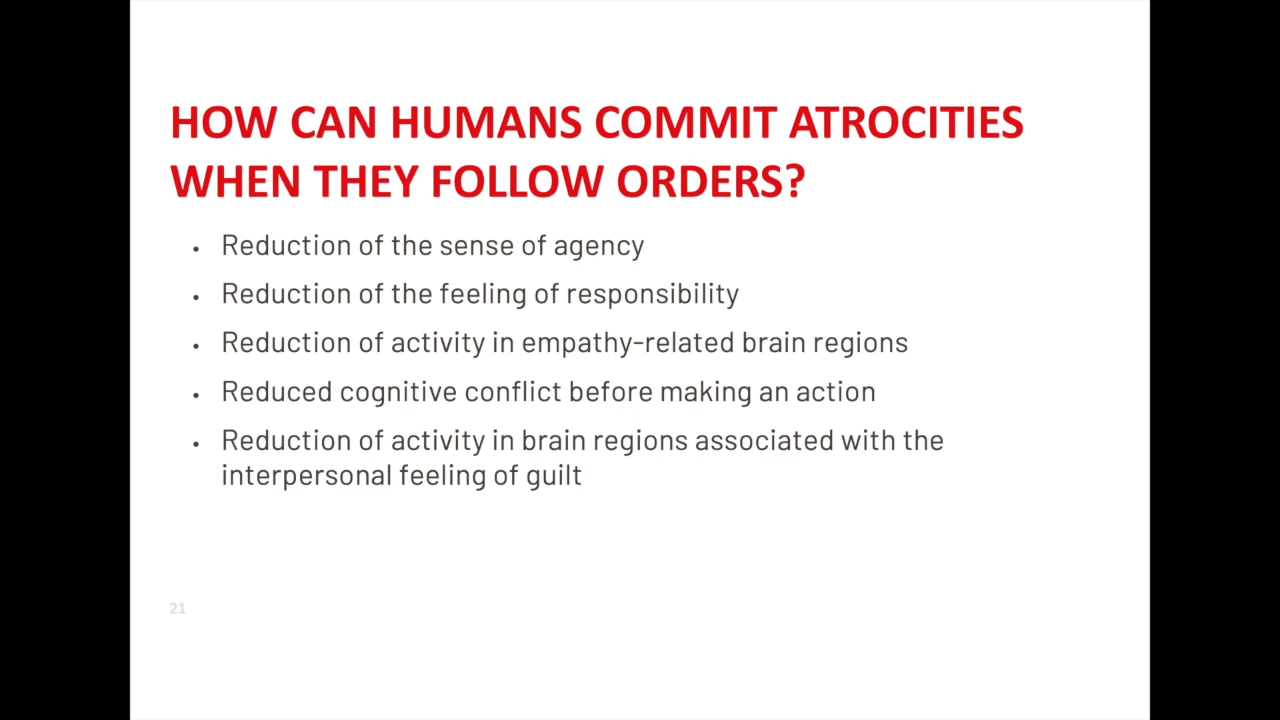 HOW CAN HUMANS COMMIT ATROCITIES
WHEN THEY FOLLOW ORDERS?
• Reduction of the sense of agency
• Reduction of the feeling of responsibility
• Reduction of activity in empathy-related brain regions
• Reduced cognitive conflict before making an action
• Reduction of activity in brain regions associated with the
interpersonal feeling of guilt
21